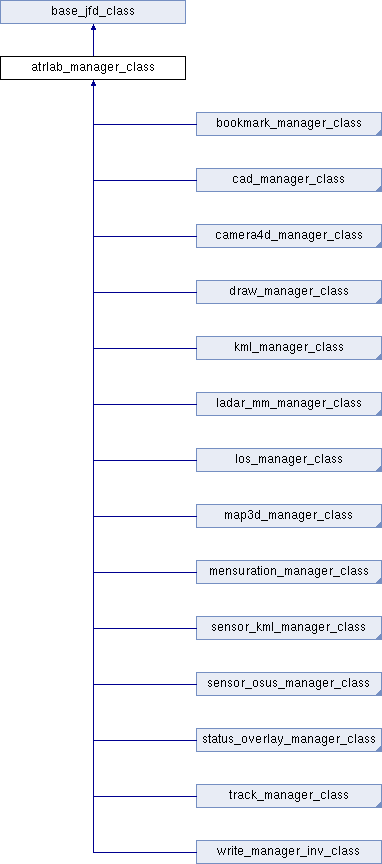 base_jfd_class
atrlab_manager_class
bookmark_manager_class
cad_manager_class
camera4d_manager_class
draw_manager_class
kml_manager_class
ladar_mm_manager_class
los_manager_class
map3d_manager_class
mensuration_manager_class
sensor_kml_manager_class
sensor_osus_manager_class
status_overlay_manager_class
track_manager_class
write_manager_inv_class